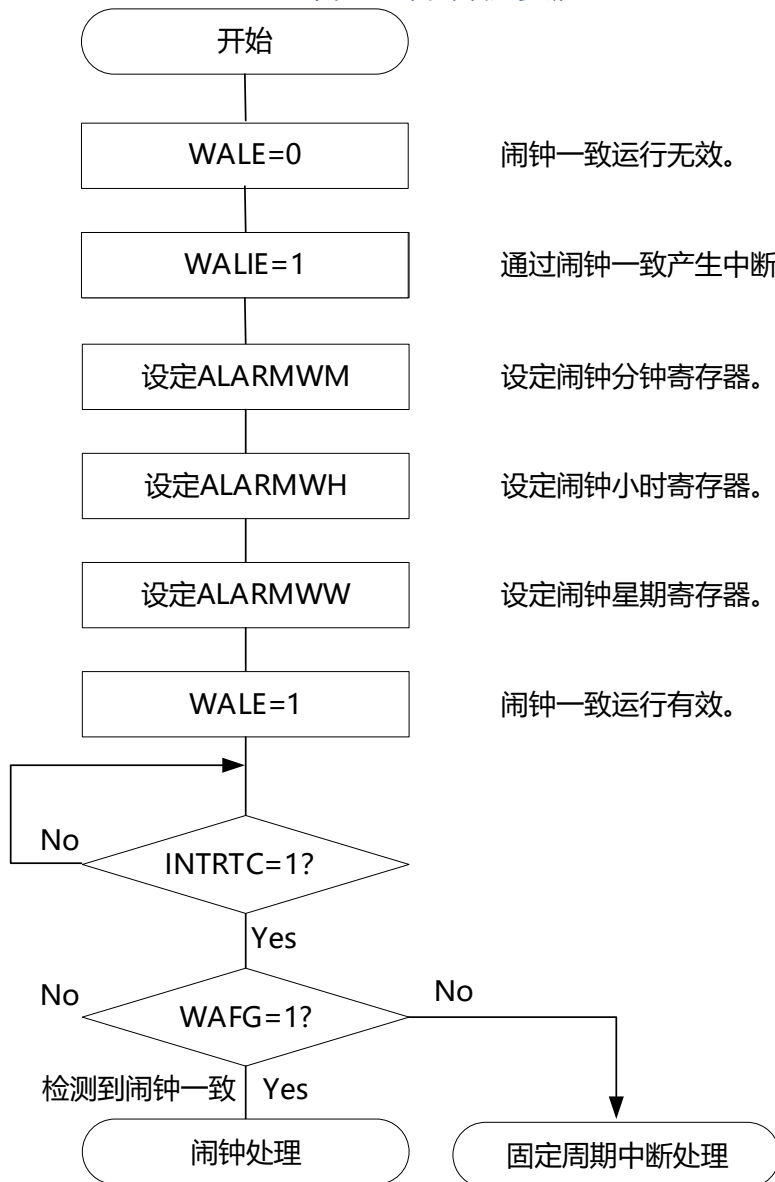 开始
WALE=0 闹钟一致运行无效。
WALIE=1 通过闹钟一致产生中断
设定ALARMWM 设定闹钟分钟寄存器。
设定ALARMWH 设定闹钟小时寄存器。
设定ALARMWW 设定闹钟星期寄存器。
WALE=1 闹钟一致运行有效。
No
INTRTC=1?
Yes
No
WAFG=1?
No
检测到闹钟一致 Yes
闹钟处理
固定周期中断处理